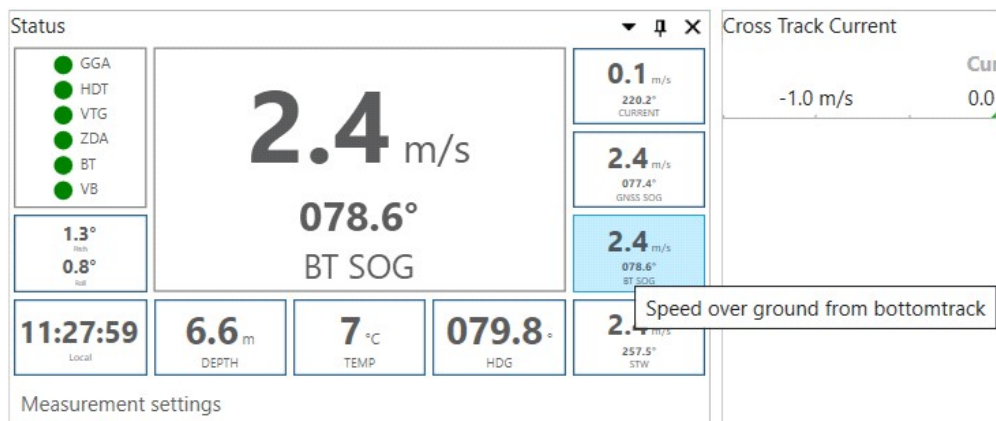 Status
GGA
HDT
VTG
ZDA
BT
VB
1.3°
Pitch
0.8°
Roll
2.4 m/s
078.6°
BT SOG
0.1 m/s
220.2°
CURRENT
2.4 m/s
077.4°
GNSS SOG
2.4 m/s
078.6°
BT SOG
Speed over ground from bottomtrack
11:27:59
Local
6.6 m
DEPTH
7 °C
TEMP
079.8 °
HDG
2. m/s
257.5°
STW
Measurement settings
Cross Track Current
Cur
-1.0 m/s
0.0